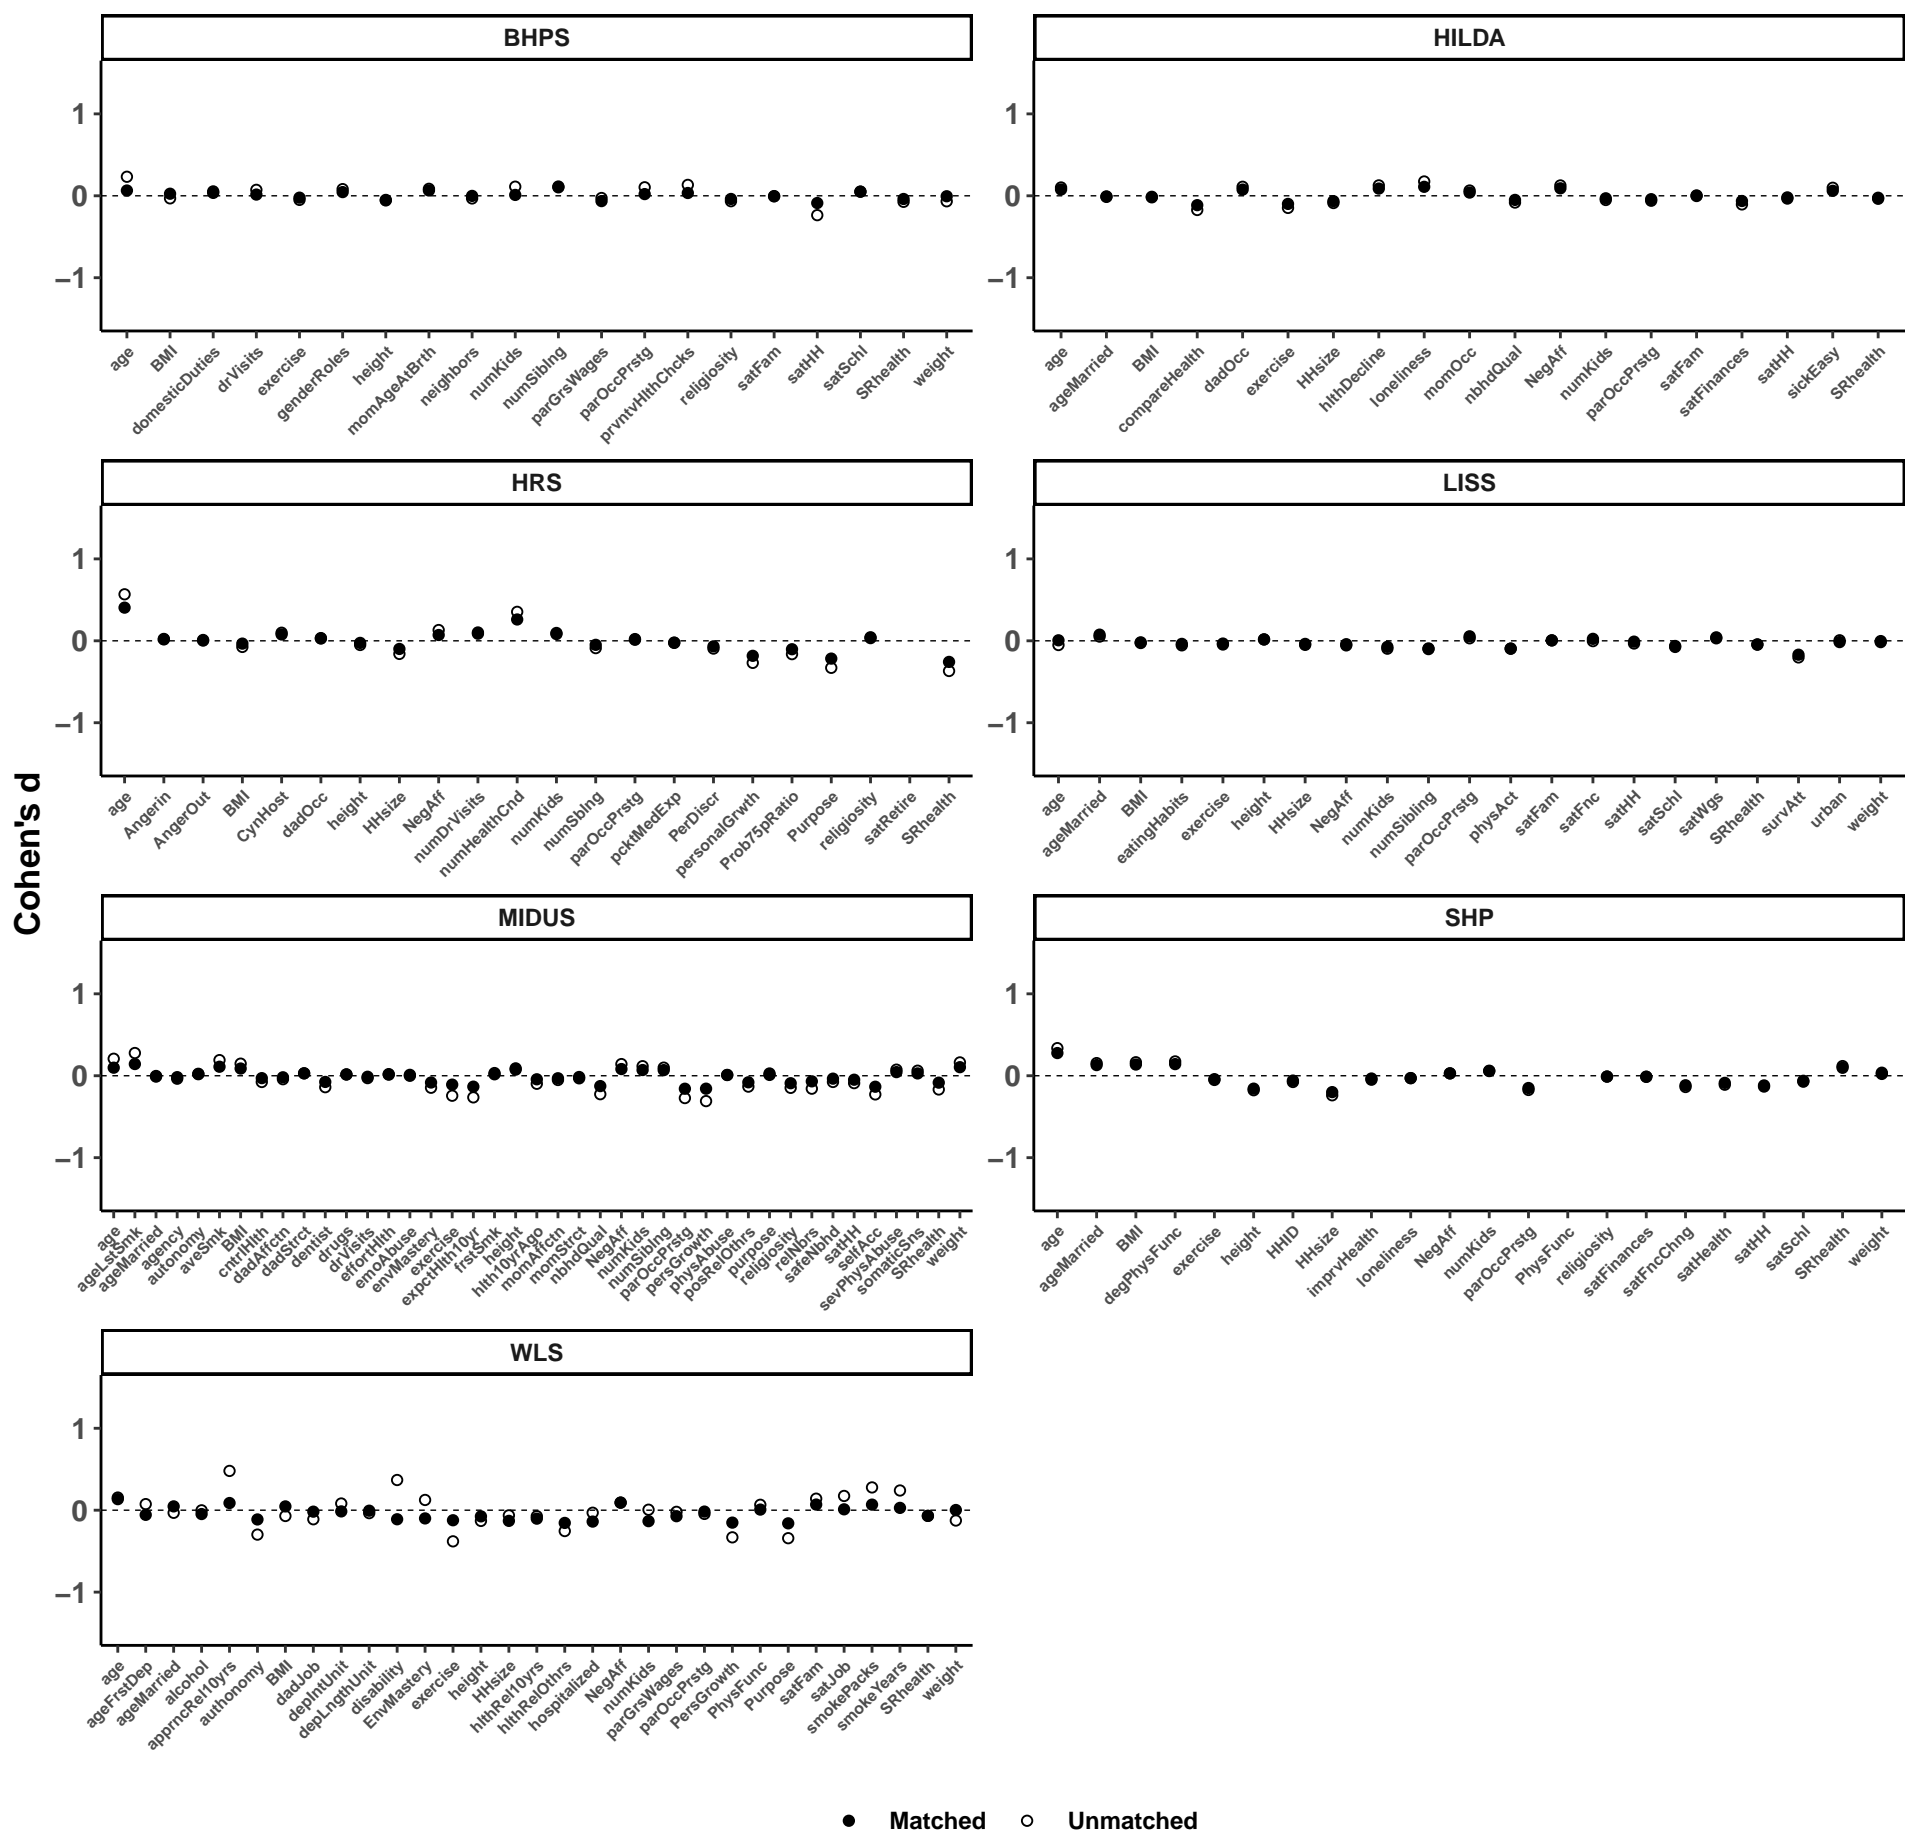 BHPS
HILDA
1
0
−1
1
0
−1
age
BMI
domesticDuties
drVisits
exercise
genderRoles
height
momAgeAtBrth
neighbors
numKids
numSiblng
parGrsWages
parOccPrstg
prvntvHlthChcks
religiosity
satFam
satHH
satSchl
SRhealth
weight
age
ageMarried
BMI
compareHealth
dadOcc
exercise
HHsize
hlthDecline
loneliness
momOcc
nbhdQual
NegAff
numKids
parOccPrstg
satFam
satFinances
satHH
sickEasy
SRhealth
HRS
LISS
1
0
−1
1
0
−1
age
Angerin
AngerOut
BMI
CynHost
dadOcc
height
HHsize
NegAff
numDrVisits
numHealthCnd
numKids
numSblng
parOccPrstg
pcktMedExp
PerDiscr
personalGrwth
Prob75pRatio
Purpose
religiosity
satRetire
SRhealth
age
ageMarried
BMI
eatingHabits
exercise
height
HHsize
NegAff
numKids
numSibling
parOccPrstg
physAct
satFam
satFnc
satHH
satSchl
satWgs
SRhealth
survAtt
urban
weight
Cohen's d
MIDUS
SHP
1
0
−1
1
0
−1
age
ageLstSmk
ageMarried
agency
autonomy
aveSmk
BMI
cntrlHlth
dadAffctn
dadStrct
dentist
drugs
drVisits
effortHlth
emoAbuse
envMastery
exercise
expctHlth10yr
frstSmk
height
hlth10yrAgo
momAffctn
momStrct
nbhdQual
NegAff
numKids
numSiblng
parOccPrstg
persGrowth
physAbuse
posRelOthrs
purpose
religiosity
relNbrs
safeNbhd
satHH
selfAcc
sevPhysAbuse
somaticSns
SRhealth
weight
age
ageMarried
BMI
degPhysFunc
exercise
height
HHID
HHsize
imprvHealth
loneliness
NegAff
numKids
parOccPrstg
PhysFunc
religiosity
satFinances
satFncChng
satHealth
satHH
satSchl
SRhealth
weight
WLS
1
0
−1
age
ageFrstDep
ageMarried
alcohol
apprncRel10yrs
authonomy
BMI
dadJob
depIntUnit
depLngthUnit
disability
EnvMastery
exercise
height
HHsize
hlthRel10yrs
hlthRelOthrs
hospitalized
NegAff
numKids
parGrsWages
parOccPrstg
PersGrowth
PhysFunc
Purpose
satFam
satJob
smokePacks
smokeYears
SRhealth
weight
Matched Unmatched